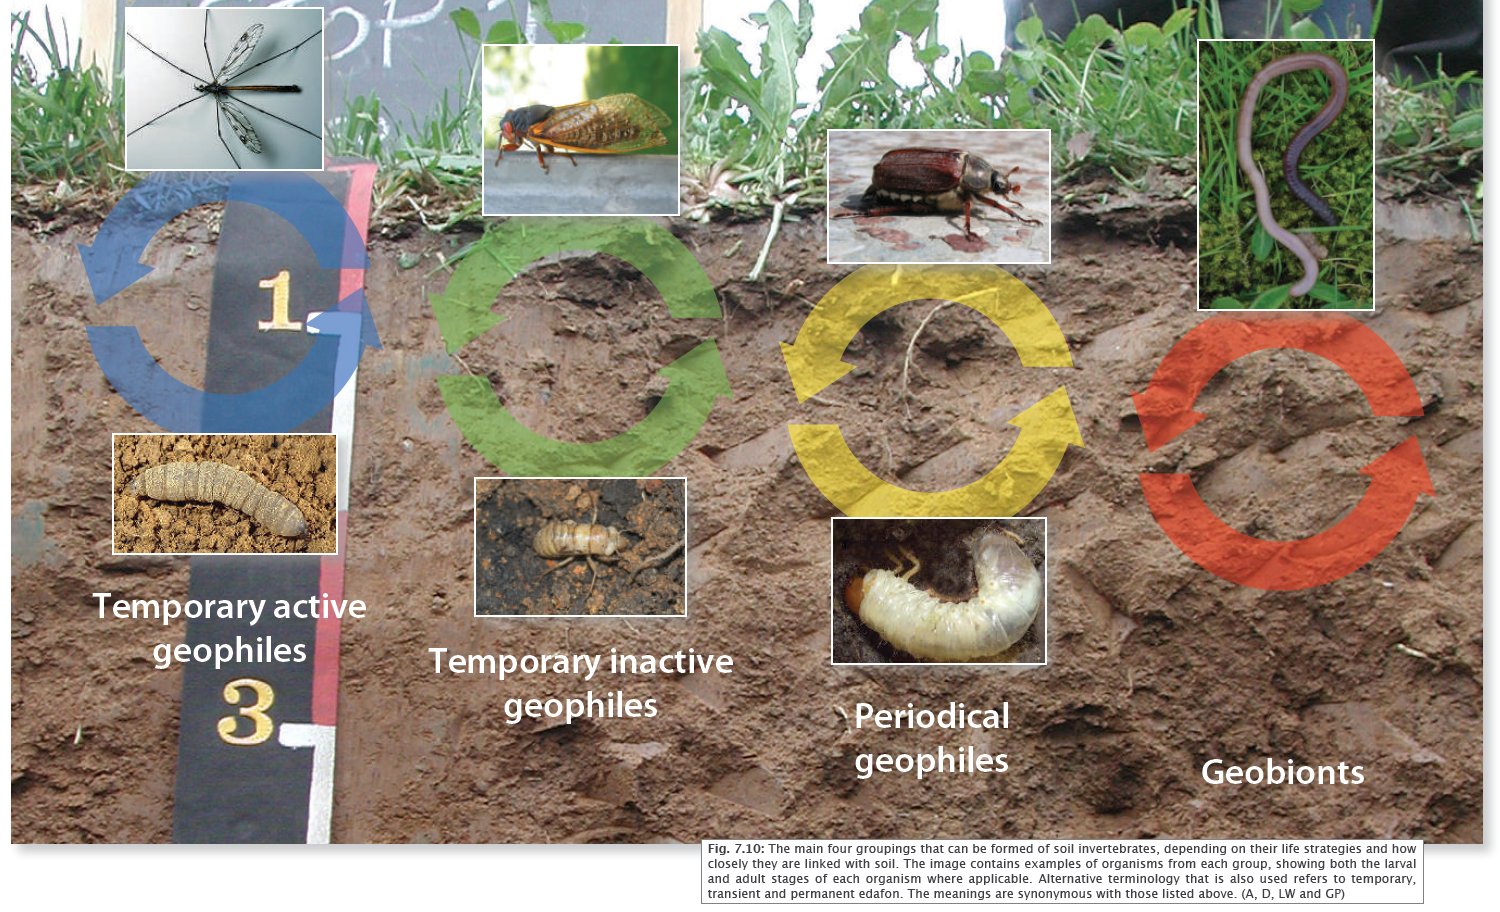 1
3
Temporary active
geophiles
Temporary inactive
geophiles
Periodical
geophiles
Geobionts
Fig. 7.10: The main four groupings that can be formed of soil invertebrates, depending on their life strategies and how
closely they are linked with soil. The image contains examples of organisms from each group, showing both the larval
and adult stages of each organism where applicable. Alternative terminology that is also used refers to temporary,
transient and permanent edafon. The meanings are synonymous with those listed above. (A, D, LW and GP)